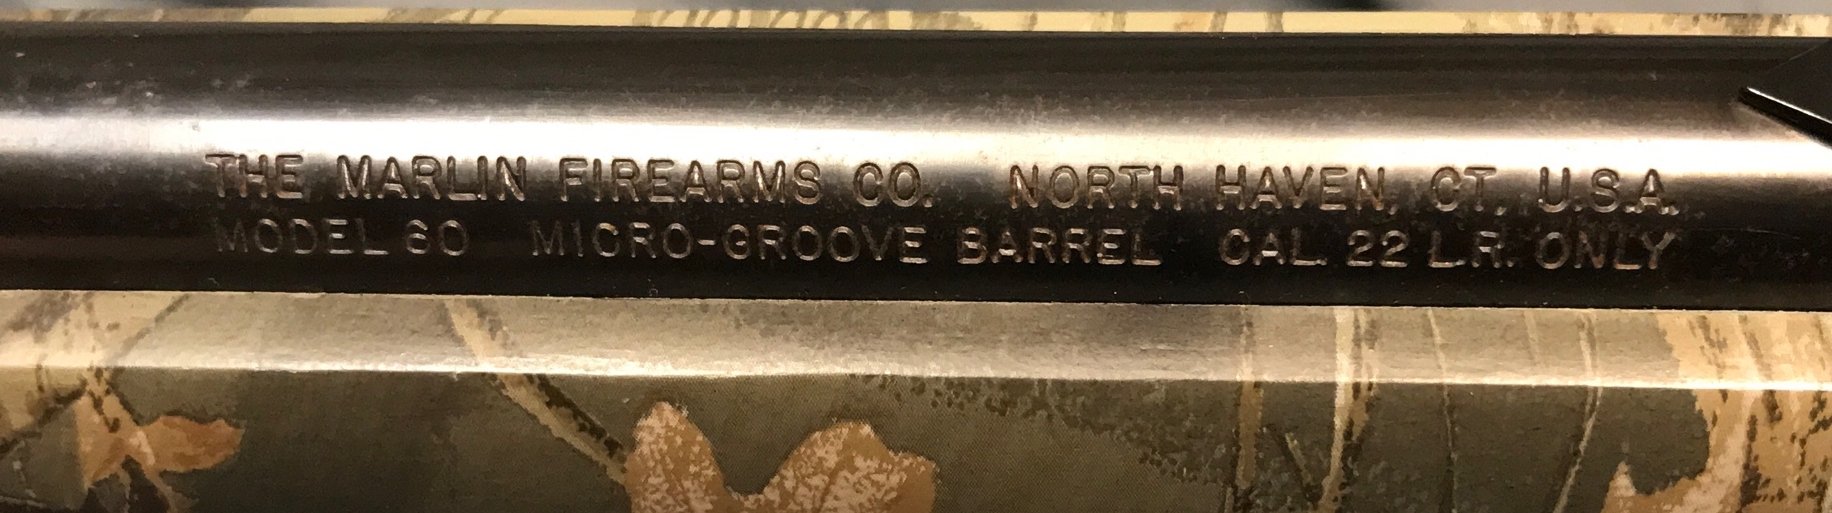 THE MARLIN FIREARMS CO. NORTH HAVEN, CT. U.S.A.
MODEL 60 MICRO-GROOVE BARREL CAL. 22 L.R. ONLY